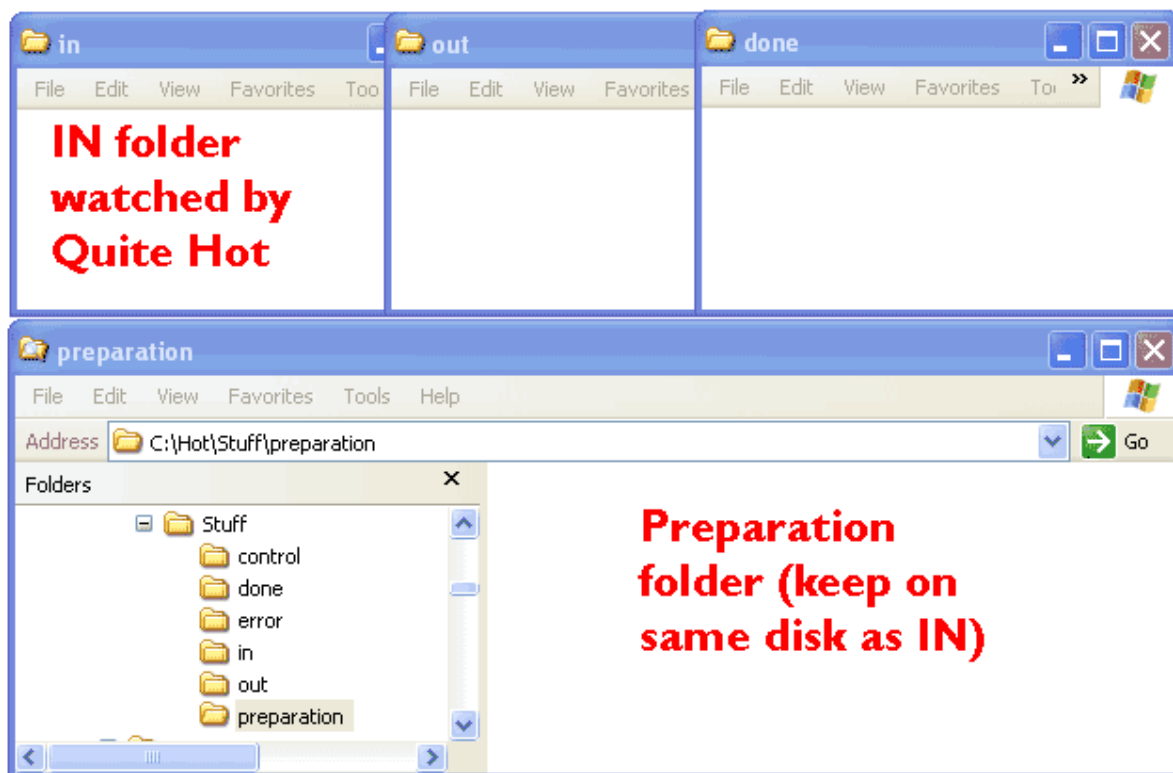 in
out
done
File Edit View Favorites Too
File Edit View Favorites
File Edit View Favorites To
»
IN folder
watched by
Quite Hot
preparation
File Edit View Favorites Tools Help
Address C:\Hot\Stuff\preparation Go
Folders
Stuff
control
done
error
in
out
preparation
Preparation
folder (keep on
same disk as IN)